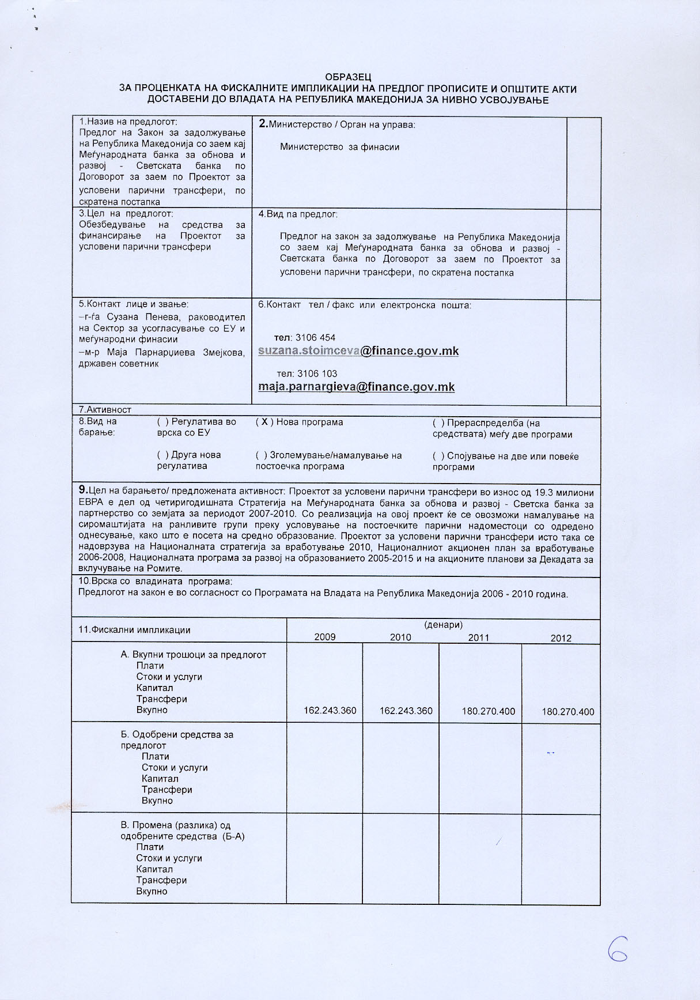 ОБРАЗЕЦ
ЗА ПРОЦЕНКАТА НА ФИСКАЛНИТЕ ИМПЛИКАЦИИ НА ПРЕДЛОГ ПРОПИСИТЕ И ОПШТИТЕ АКТИ
ДОСТАВЕНИ ДО ВЛАДАТА НА РЕПУБЛИКА МАКЕДОНИЈА ЗА НИВНО УСВОЈУВАЊЕ
1.Назив на предлогот:
Предлог на Закон за задолжување
на Република Македонија со заем кај
Меѓународната банка за обнова и
развој - Светската банка по
Договорот за заем по Проектот за
условени парични трансфери, по
скратена постапка
2.Министерство / Орган на управа:
Министерство за финасии
3.Цел на предлогот:
Обезбедување на средства за
финансирање на Проектот за
условени парични трансфери
4.Вид па предлог:
Предлог на закон за задолжување на Република Македонија
со заем кај Меѓународната банка за обнова и развој -
Светската банка по Договорот за заем по Проектот за
условени парични трансфери, по скратена постапка
5.Контакт лице и звање:
–г-ѓа Сузана Пенева, раководител
на Сектор за усогласување со ЕУ и
меѓународни финасии
–м-р Маја Парнарџиева Змејкова,
државен советник
6.Контакт тел / факс или електронска пошта:
тел: 3106 454
suzana.stoimceva@finance.gov.mk
тел: 3106 103
maja.parnargieva@finance.gov.mk
7.Активност
8.Вид на
барање:
( ) Регулатива во
врска со ЕУ
( X ) Нова програма
( ) Прераспределба (на
средствата) меѓу две програми
( ) Друга нова
регулатива
( ) Зголемување/намалување на
постоечка програма
( ) Спојување на две или повеќе
програми
9.Цел на барањето/ предложената активност: Проектот за условени парични трансфери во износ од 19.3 милиони
ЕВРА е дел од четиригодишната Стратегија на Меѓународната банка за обнова и развој - Светска банка за
партнерство со земјата за периодот 2007-2010. Со реализација на овој проект ќе се овозможи намалување на
сиромаштијата на ранливите групи преку условување на постоечките парични надоместоци со одредено
однесување, како што е посета на средно образование. Проектот за условени парични трансфери исто така се
надоврзува на Националната стратегија за вработување 2010, Националниот акционен план за вработување
2006-2008, Националната програма за развој на образованието 2005-2015 и на акционите планови за Декадата за
вклучување на Ромите.
10.Врска со владината програма:
Предлогот на закон е во согласност со Програмата на Владата на Република Македонија 2006 - 2010 година.
11.Фискални импликации
(денари)
2009 2010 2011 2012
А. Вкупни трошоци за предлогот
Плати
Стоки и услуги
Капитал
Трансфери
Вкупно 162.243.360 162.243.360 180.270.400 180.270.400
Б. Одобрени средства за
предлогот
Плати
Стоки и услуги
Капитал
Трансфери
Вкупно
В. Промена (разлика) од
одобрените средства (Б-А)
Плати
Стоки и услуги
Капитал
Трансфери
Вкупно
6